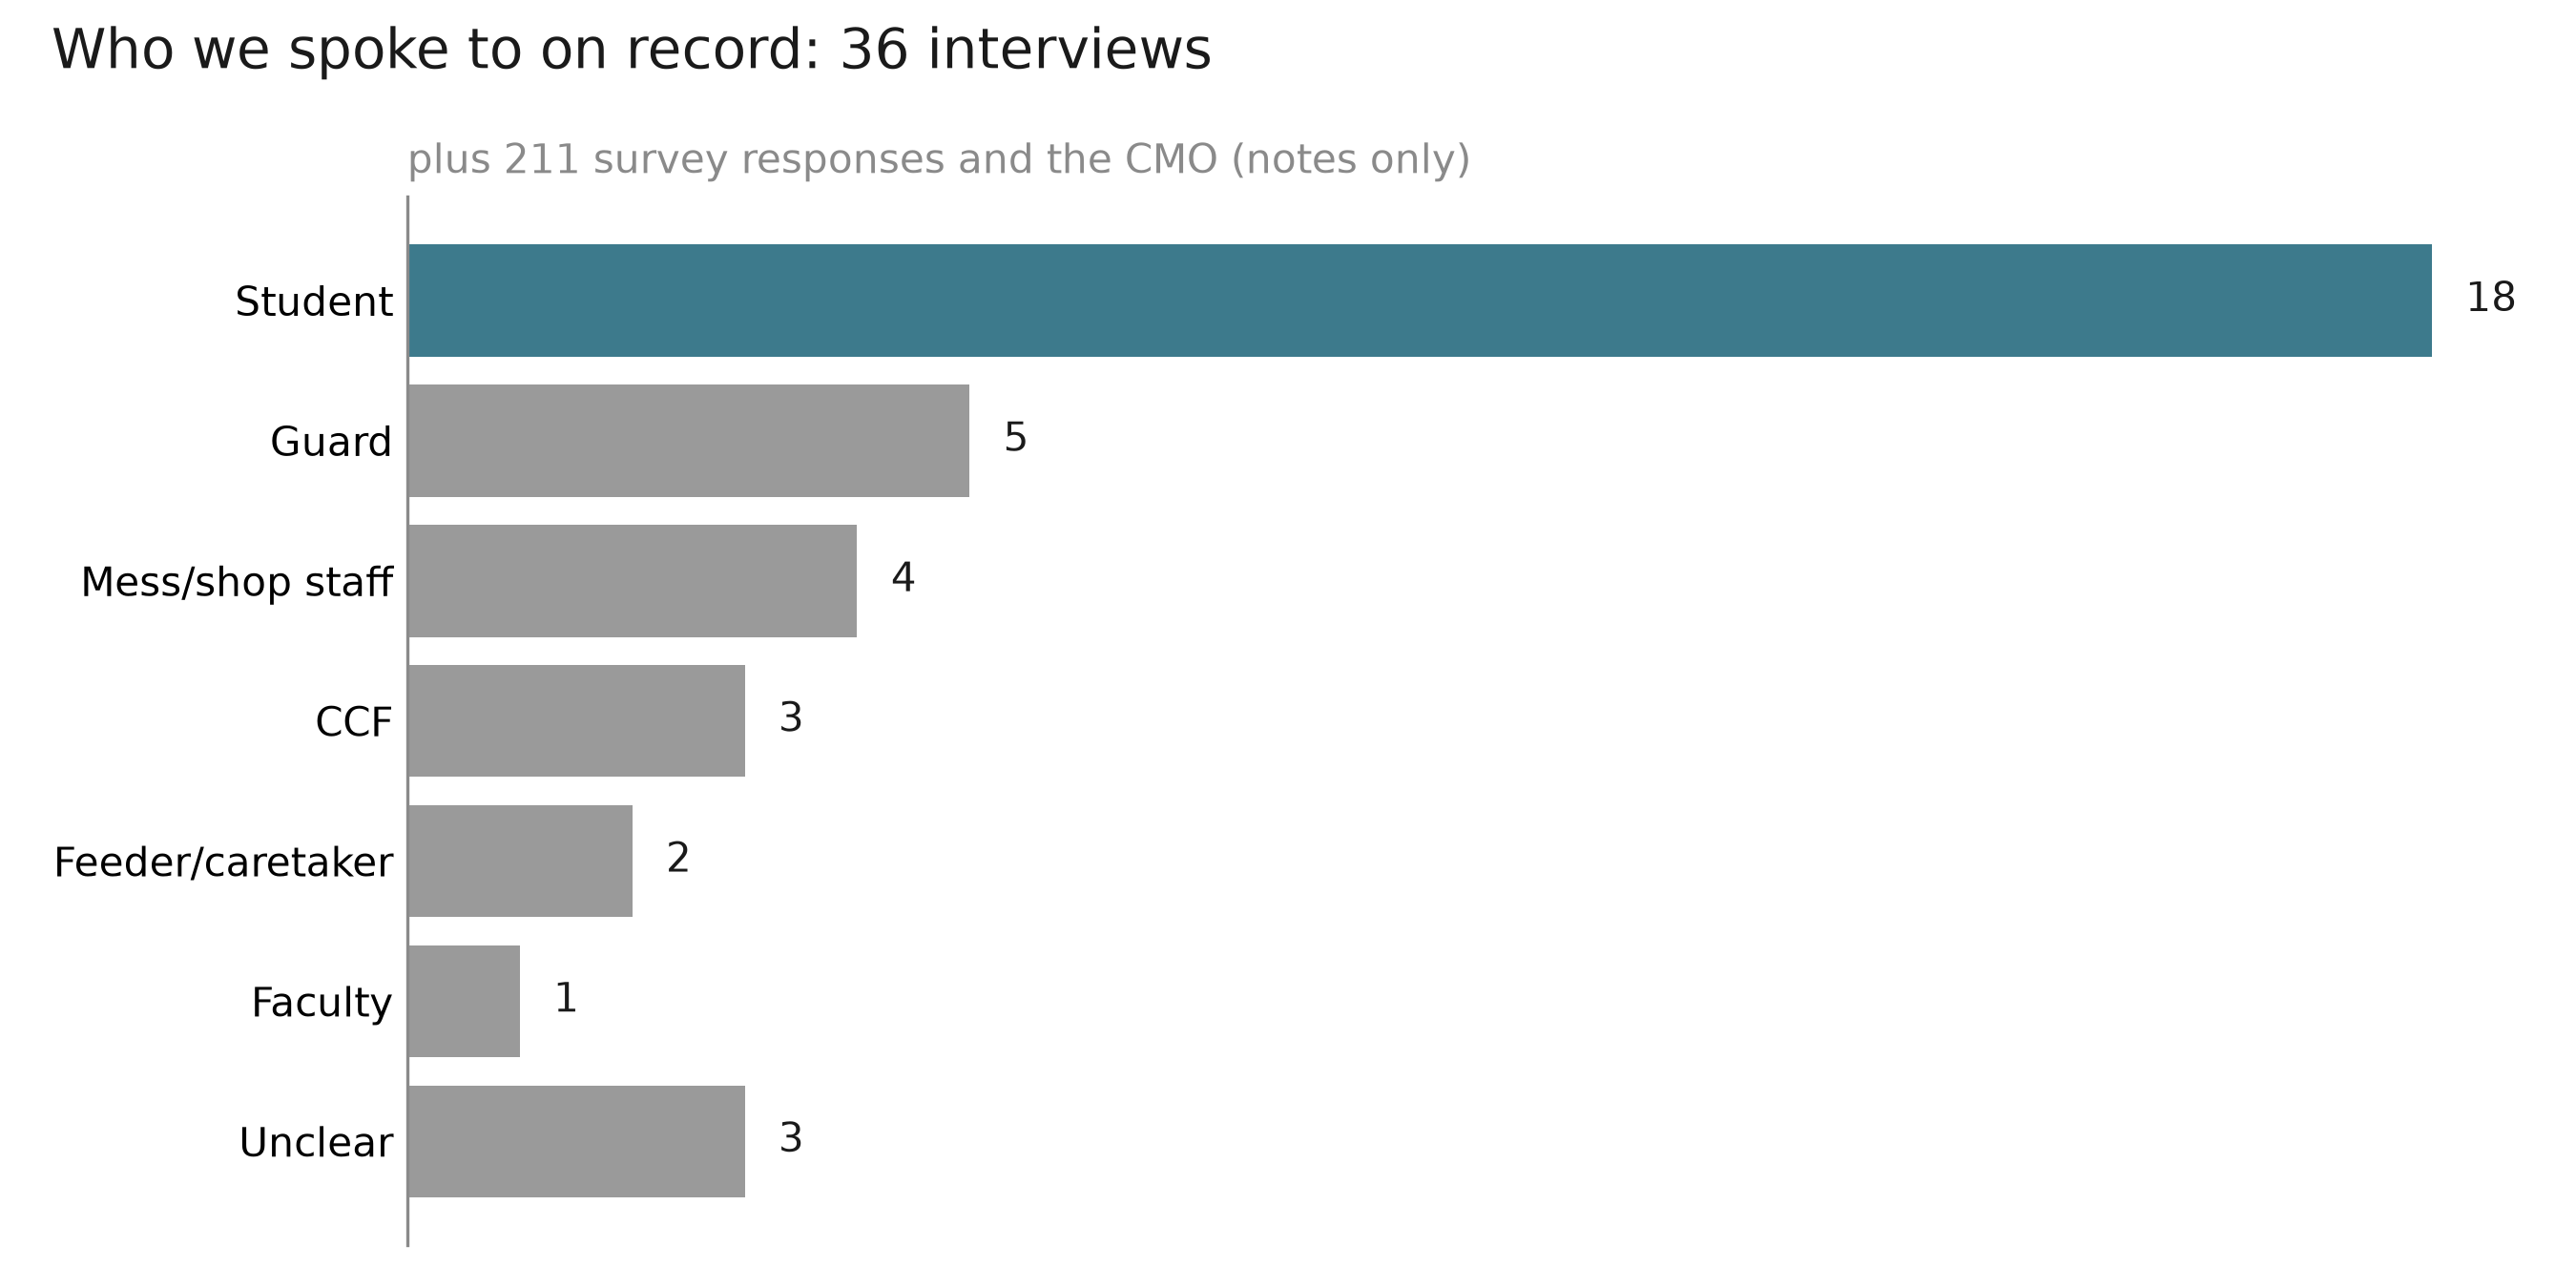 Who we spoke to on record: 36 interviews
plus 211 survey responses and the CMO (notes only)
Student 18
Guard 5
Mess/shop staff 4
CCF 3
Feeder/caretaker 2
Faculty 1
Unclear 3